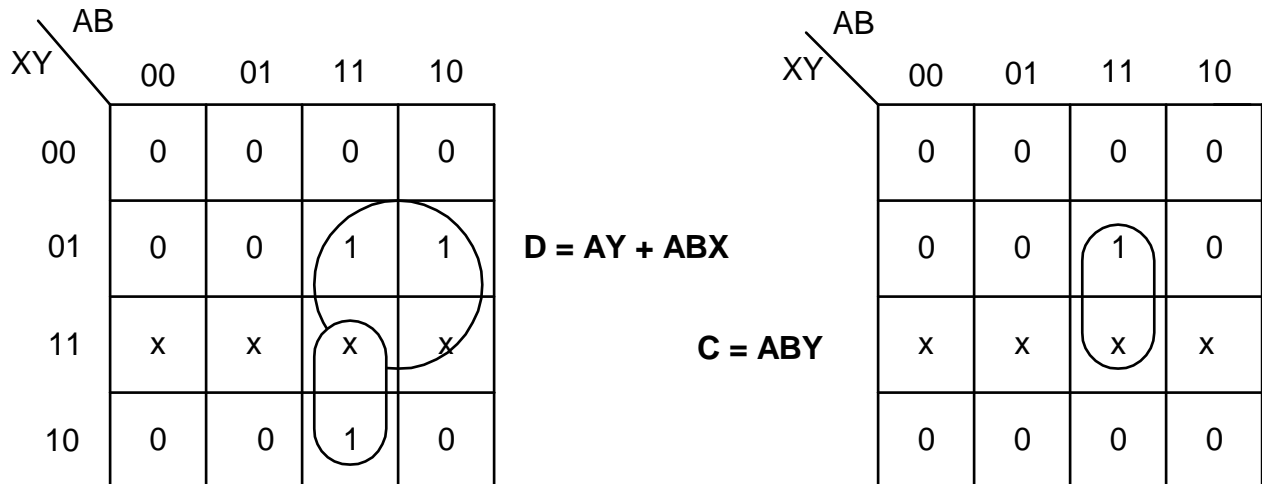 AB
XY 00 01 11 10
00 0 0 0 0
01 0 0 1 1
11 x x x x
10 0 0 1 0
D = AY + ABX
AB
XY 00 01 11 10
0 0 0 0
0 0 1 0
x x x x
0 0 0 0
C = ABY